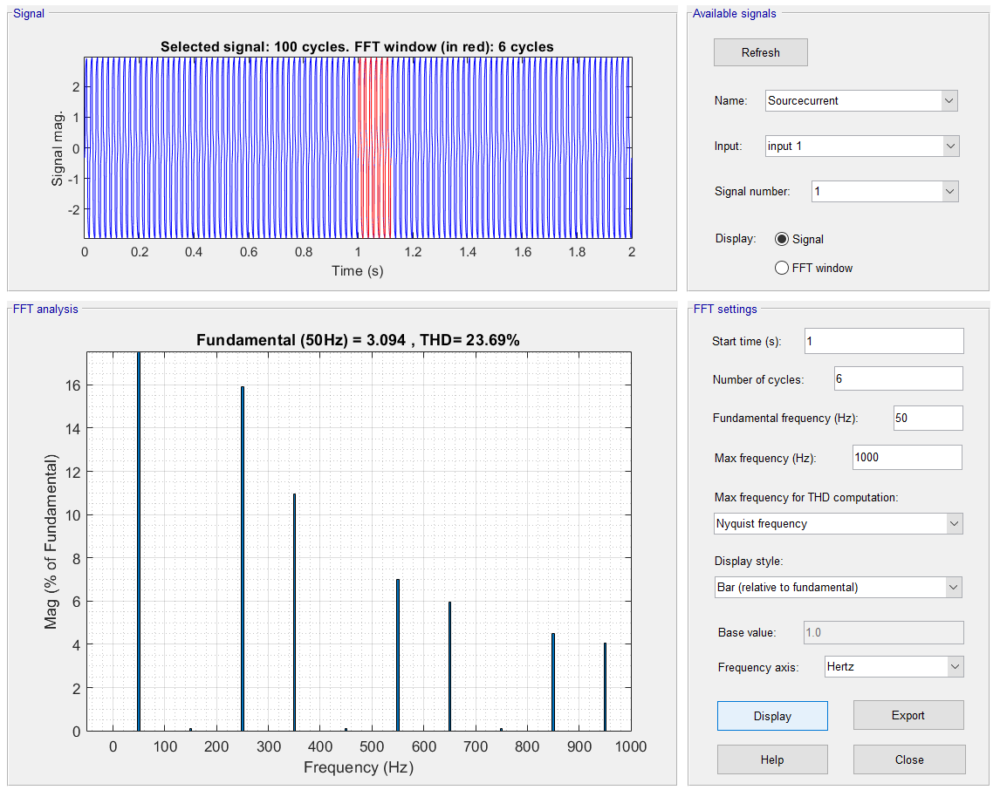 Signal
Selected signal: 100 cycles. FFT window (in red): 6 cycles
Signal mag.
2
1
0
-1
-2
0 0.2 0.4 0.6 0.8 1 1.2 1.4 1.6 1.8 2
Time (s)
Available signals
Refresh
Name: Sourcecurrent
Input: input 1
Signal number: 1
Display: Signal
FFT window
FFT analysis
Fundamental (50Hz) = 3.094 , THD= 23.69%
Mag (% of Fundamental)
16
14
12
10
8
6
4
2
0
0 100 200 300 400 500 600 700 800 900 1000
Frequency (Hz)
FFT settings
Start time (s): 1
Number of cycles: 6
Fundamental frequency (Hz): 50
Max frequency (Hz): 1000
Max frequency for THD computation:
Nyquist frequency
Display style:
Bar (relative to fundamental)
Base value: 1.0
Frequency axis: Hertz
Display Export
Help Close